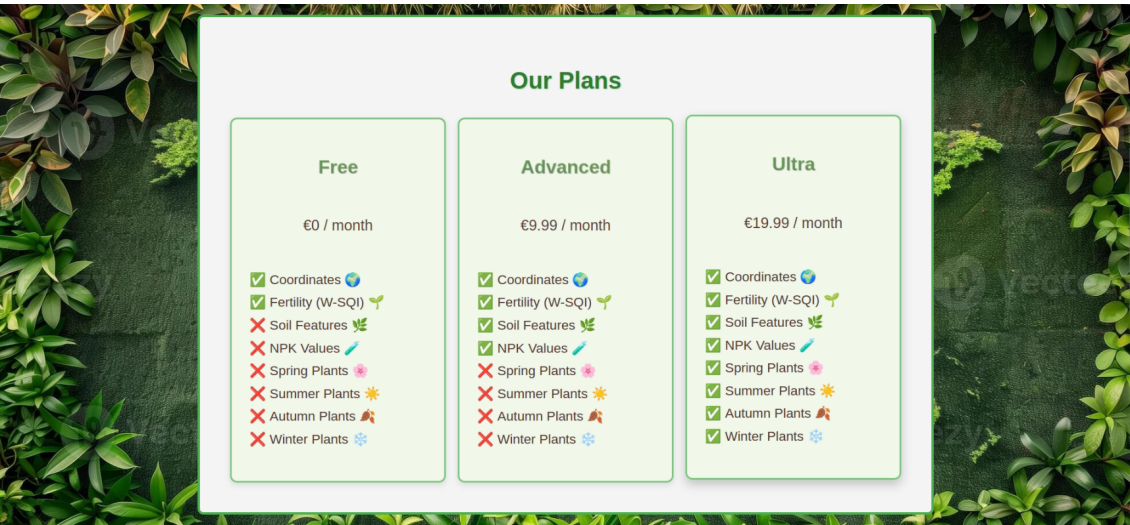 Our Plans
Free
€0 / month
✅ Coordinates 🌍
✅ Fertility (W-SQI) 🌱
❌ Soil Features 🌿
❌ NPK Values 🧪
❌ Spring Plants 🌸
❌ Summer Plants ☀️
❌ Autumn Plants 🍂
❌ Winter Plants ❄️
Advanced
€9.99 / month
✅ Coordinates 🌍
✅ Fertility (W-SQI) 🌱
✅ Soil Features 🌿
✅ NPK Values 🧪
❌ Spring Plants 🌸
❌ Summer Plants ☀️
❌ Autumn Plants 🍂
❌ Winter Plants ❄️
Ultra
€19.99 / month
✅ Coordinates 🌍
✅ Fertility (W-SQI) 🌱
✅ Soil Features 🌿
✅ NPK Values 🧪
✅ Spring Plants 🌸
✅ Summer Plants ☀️
✅ Autumn Plants 🍂
✅ Winter Plants ❄️